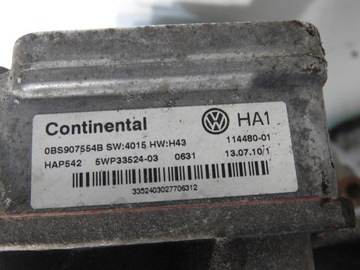 Continental HA1
0BS907554B SW:4015 HW:H43 114480-01
HAP542 5WP33524-03 0631 13.07.10/1
3352403027706312